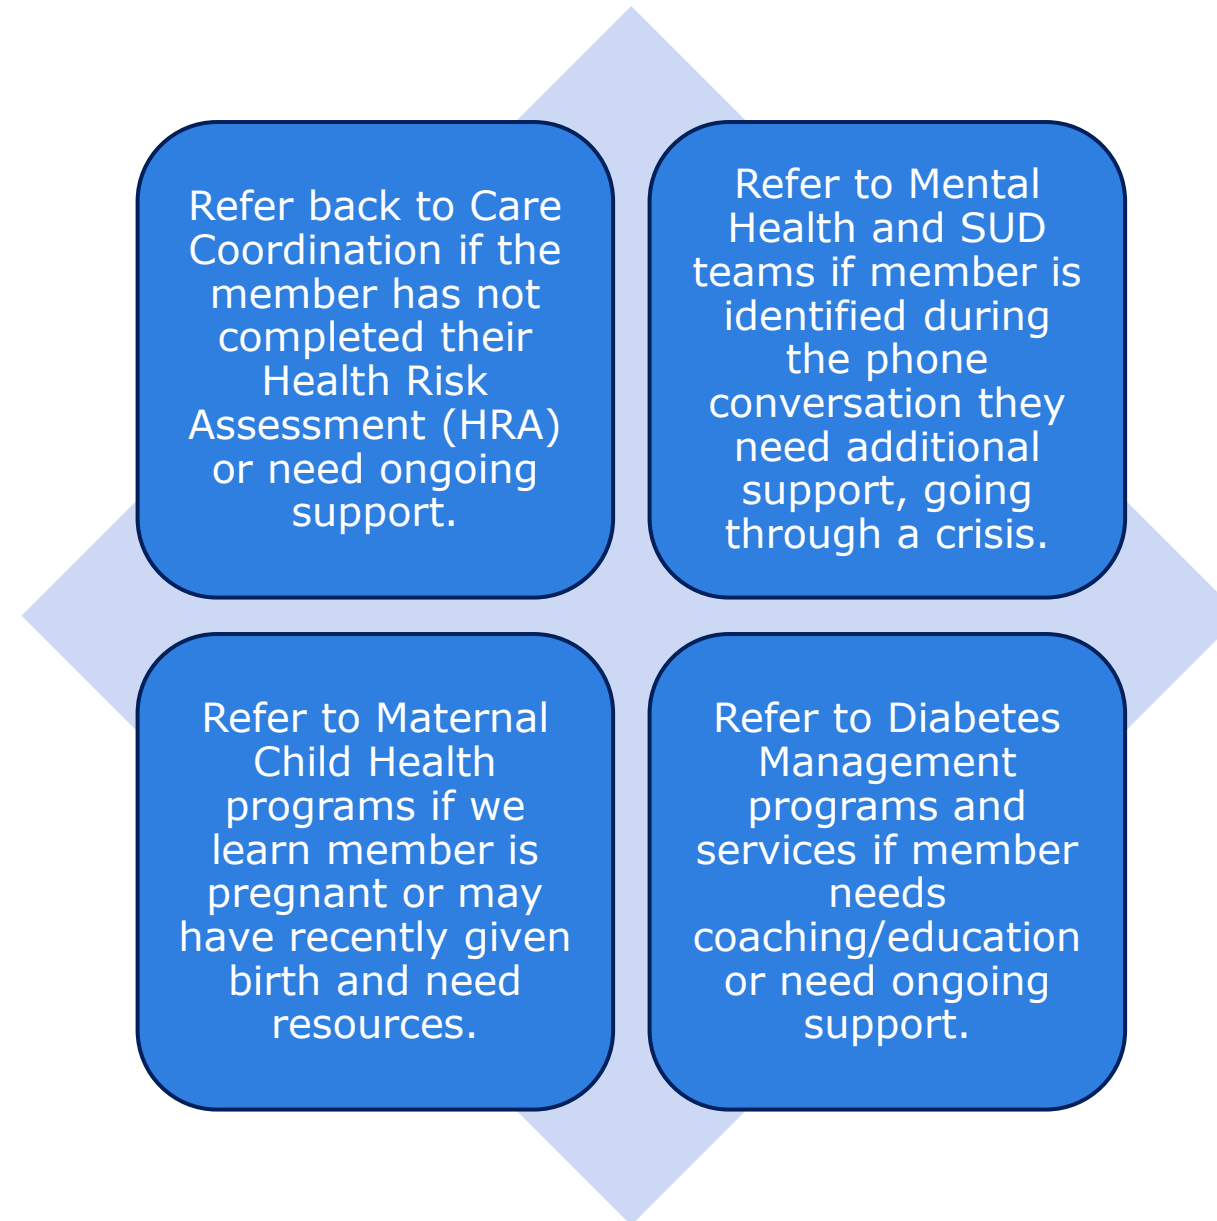 Refer back to Care
Coordination if the
member has not
completed their
Health Risk
Assessment (HRA)
or need ongoing
support.
Refer to Mental
Health and SUD
teams if member is
identified during
the phone
conversation they
need additional
support, going
through a crisis.
Refer to Maternal
Child Health
programs if we
learn member is
pregnant or may
have recently given
birth and need
resources.
Refer to Diabetes
Management
programs and
services if member
needs
coaching/education
or need ongoing
support.